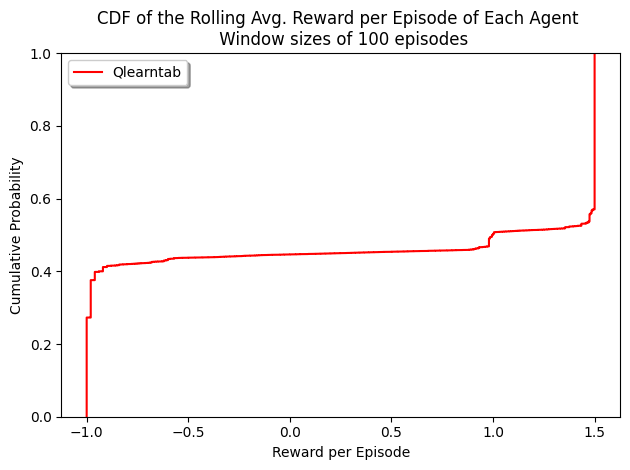 CDF of the Rolling Avg. Reward per Episode of Each Agent
Window sizes of 100 episodes
Qlearntab
1.0
0.8
0.6
0.4
0.2
0.0
Cumulative Probability
−1.0
−0.5
0.0
0.5
1.0
1.5
Reward per Episode